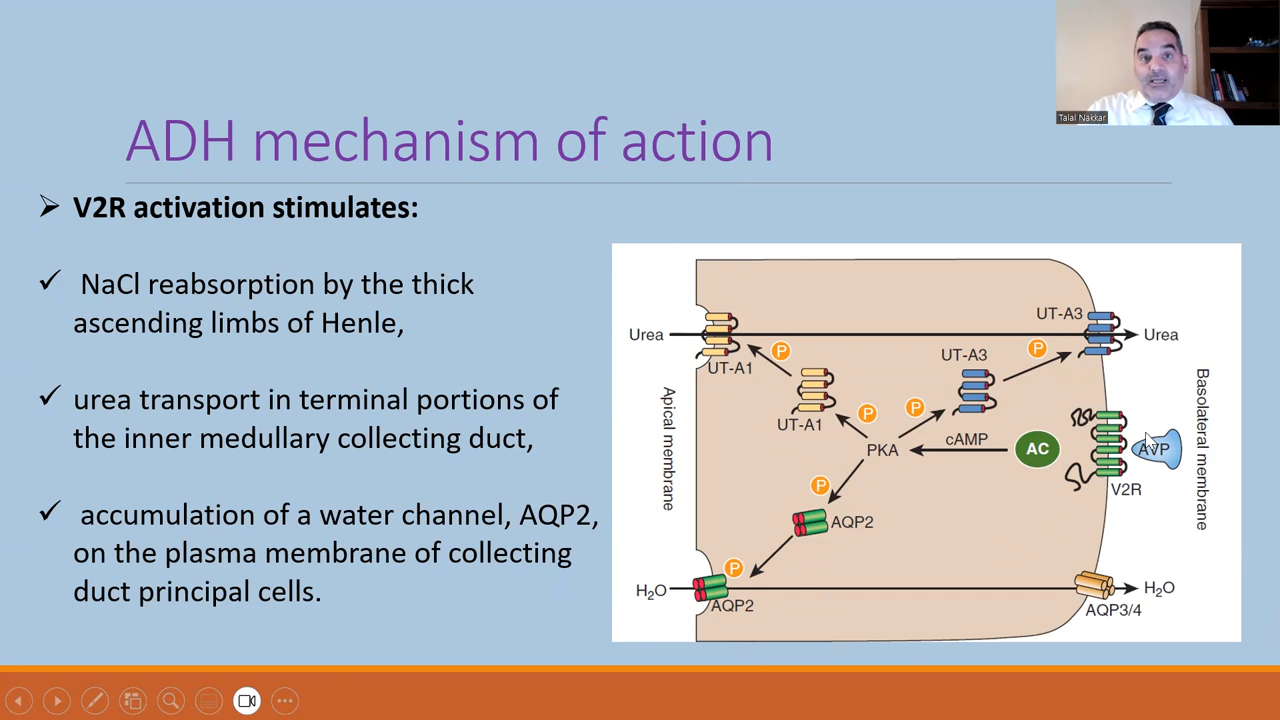 Talal Nakkar
ADH mechanism of action
V2R activation stimulates:
NaCl reabsorption by the thick
ascending limbs of Henle,
urea transport in terminal portions of
the inner medullary collecting duct,
accumulation of a water channel, AQP2,
on the plasma membrane of collecting
duct principal cells.
UT-A3
Urea
Urea
P
P
UT-A1
UT-A3
P
P
UT-A1
Apical membrane
Basolateral membrane
PKA
cAMP
AC
AVP
V2R
P
AQP2
P
H₂O
H₂O
AQP2
AQP3/4